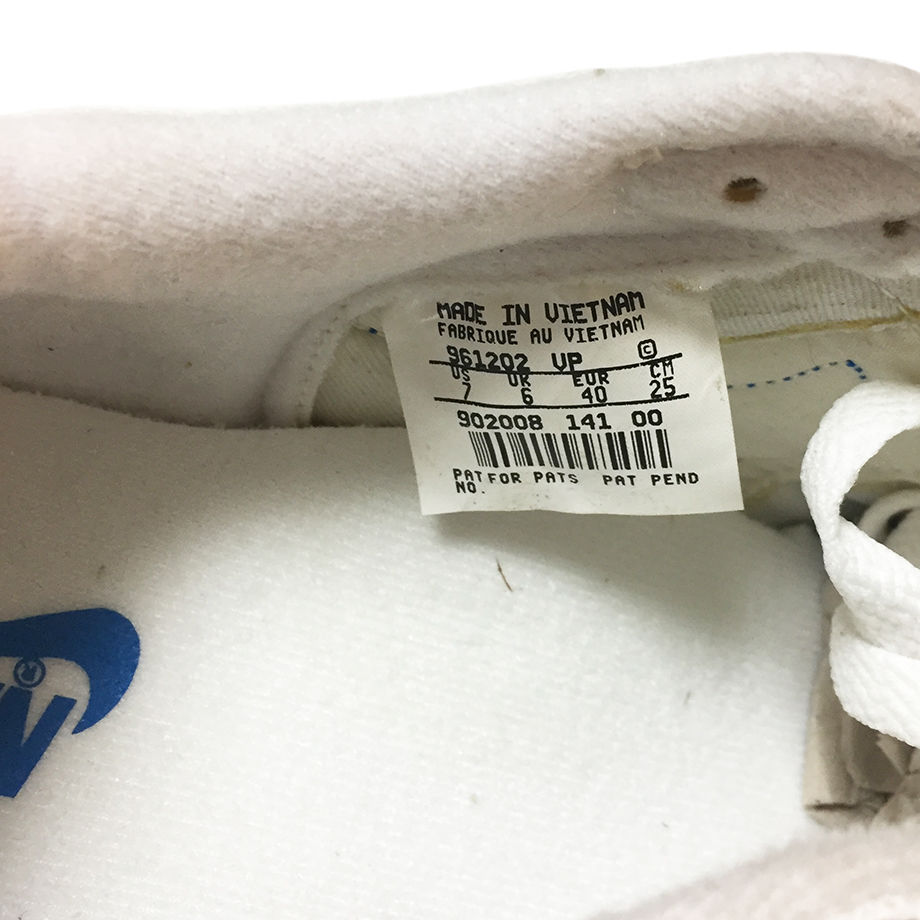 MADE IN VIETNAM
FABRIQUE AU VIETNAM
961202 VP ©
US UK EUR CM
7 6 40 25
902008 141 00
PAT FOR PATS PAT PEND
NO.